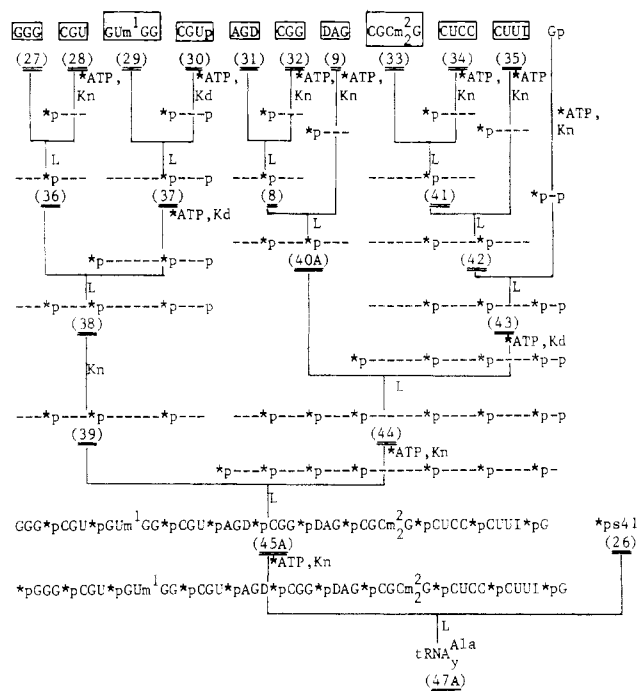 GGG CGU GUm¹GG CGUp AGD CGG DAG CGCm²₂G CUCC CUUI Gp
(27) (28) (29) (30) (31) (32) (9) (33) (34) (35)
*ATP, *ATP, *ATP, *ATP, *ATP, *ATP,
Kn Kd Kn Kn Kn Kn
*ATP,
Kn
*p--- *p---p *p--- *p----
*p--- *p----
L L L L
---*p--- -----*p---p ---*p--- ----*p----
(36) (37) (8) (41)
*p-p
*ATP,Kd
L L
---*p---*p--- ----*p----*p----
*p----*p---p
(40A) (42)
L L
---*p---*p----*p---p ----*p----*p----*p-p
(38) (43)
*ATP,Kd
*p----*p----*p----*p-p
Kn L
---*p---*p----*p--- ---*p---*p---*p----*p----*p----*p-p
(39) (44)
*ATP,Kn
*p---*p---*p---*p----*p----*p----*p-
L
GGG*pCGU*pGUm¹GG*pCGU*pAGD*pCGG*pDAG*pCGCm²₂G*pCUCC*pCUUI*pG *ps41
(45A) (26)
*ATP,Kn
*pGGG*pCGU*pGUm¹GG*pCGU*pAGD*pCGG*pDAG*pCGCm²₂G*pCUCC*pCUUI*pG
L
tRNA Ala y
(47A)